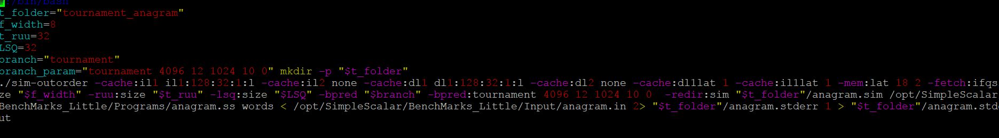 #!/bin/bash
t_folder="tournament_anagram"
f_width=8
t_ruu=32
LSQ=32
branch="tournament"
branch_param="tournament 4096 12 1024 10 0" mkdir -p "$t_folder"
./sim-outorder -cache:il1 il1:128:32:1:l -cache:il2 none -cache:dl1 dl1:128:32:1:l -cache:dl2 none -cache:dl1lat 1 -cache:il1lat 1 -mem:lat 18 2 -fetch:ifqs
ze "$f_width" -ruu:size "$t_ruu" -lsq:size "$LSQ" -bpred "$branch" -bpred:tournament 4096 12 1024 10 0  -redir:sim "$t_folder"/anagram.sim /opt/SimpleScalar
BenchMarks_Little/Programs/anagram.ss words < /opt/SimpleScalar/BenchMarks_Little/Input/anagram.in 2> "$t_folder"/anagram.stderr 1 > "$t_folder"/anagram.std
ut